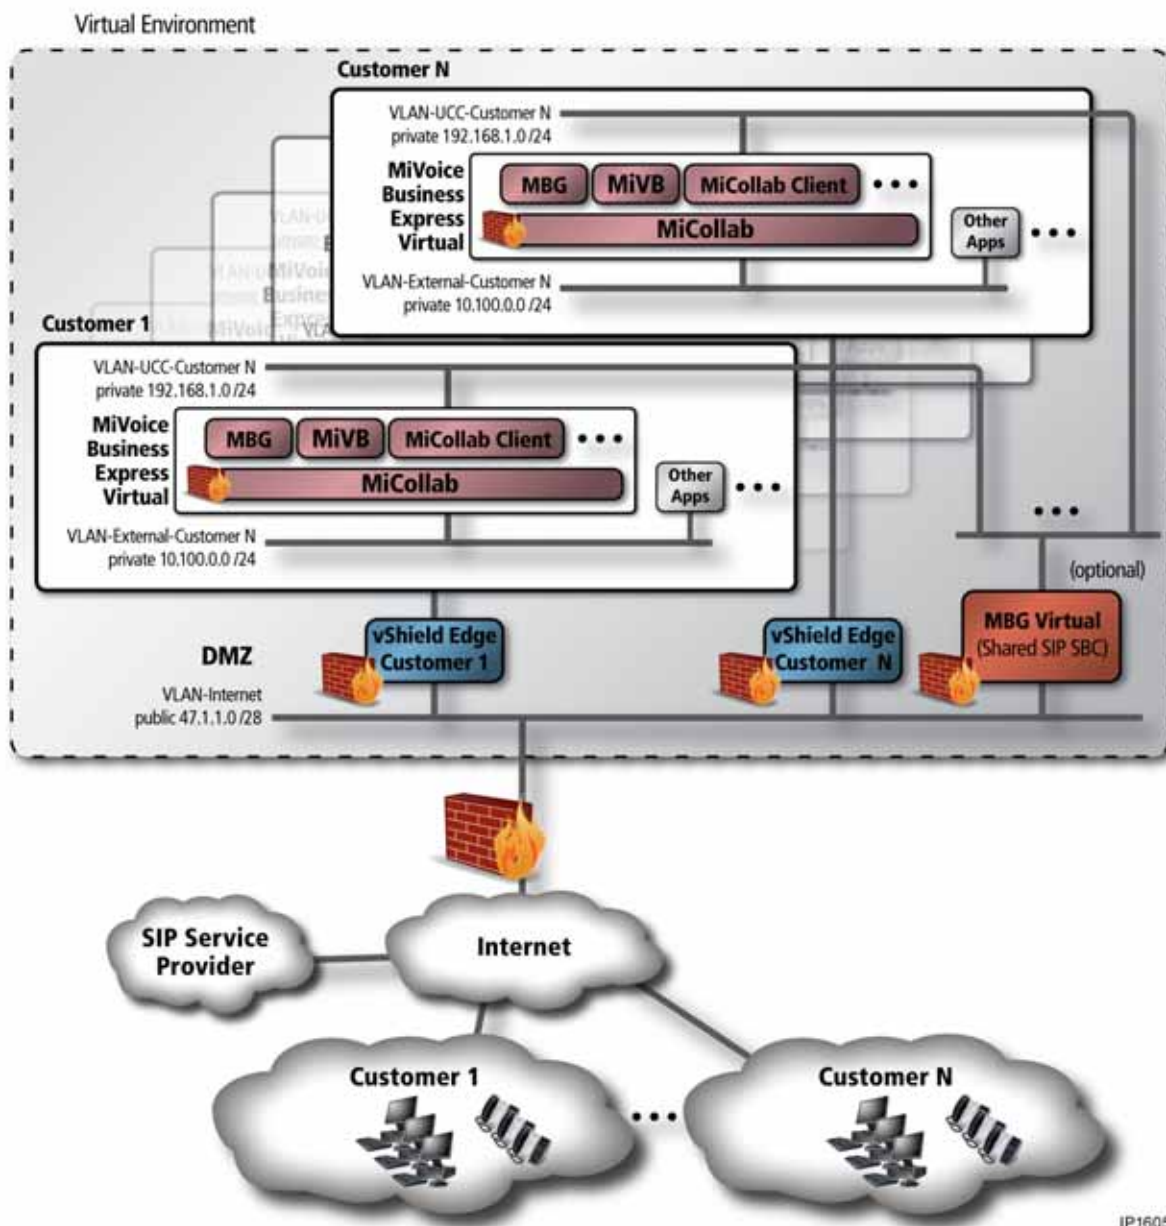 Virtual Environment
Customer N
VLAN-UCC-Customer N
private 192.168.1.0 /24
MiVoice
Business
Express
Virtual
MBG
MiVB
MiCollab Client
MiCollab
Other
Apps
VLAN-External-Customer N
private 10.100.0.0 /24
Customer 1
VLAN-UCC-Customer N
private 192.168.1.0 /24
MiVoice
Business
Express
Virtual
MBG
MiVB
MiCollab Client
MiCollab
Other
Apps
VLAN-External-Customer N
private 10.100.0.0 /24
(optional)
vShield Edge
Customer 1
vShield Edge
Customer N
MBG Virtual
(Shared SIP SBC)
DMZ
VLAN-Internet
public 47.1.1.0 /28
SIP Service
Provider
Internet
Customer 1
Customer N